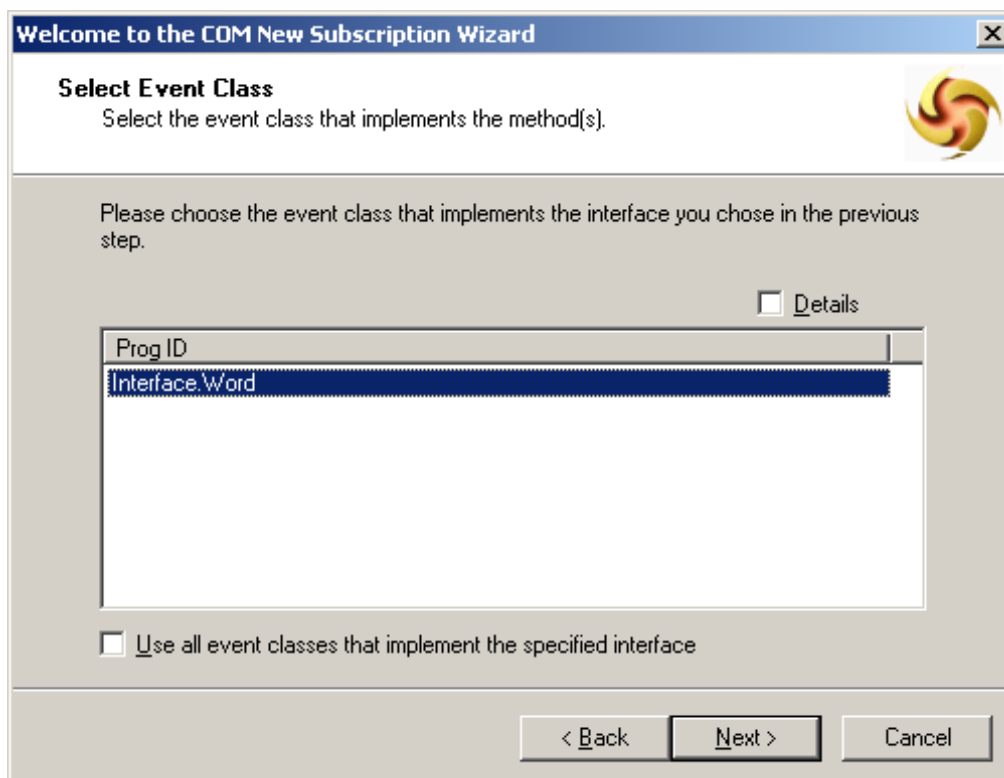 Welcome to the COM New Subscription Wizard
Select Event Class
Select the event class that implements the method(s).
Please choose the event class that implements the interface you chose in the previous
step.
Details
Prog ID
Interface.Word
Use all event classes that implement the specified interface
< Back Next > Cancel